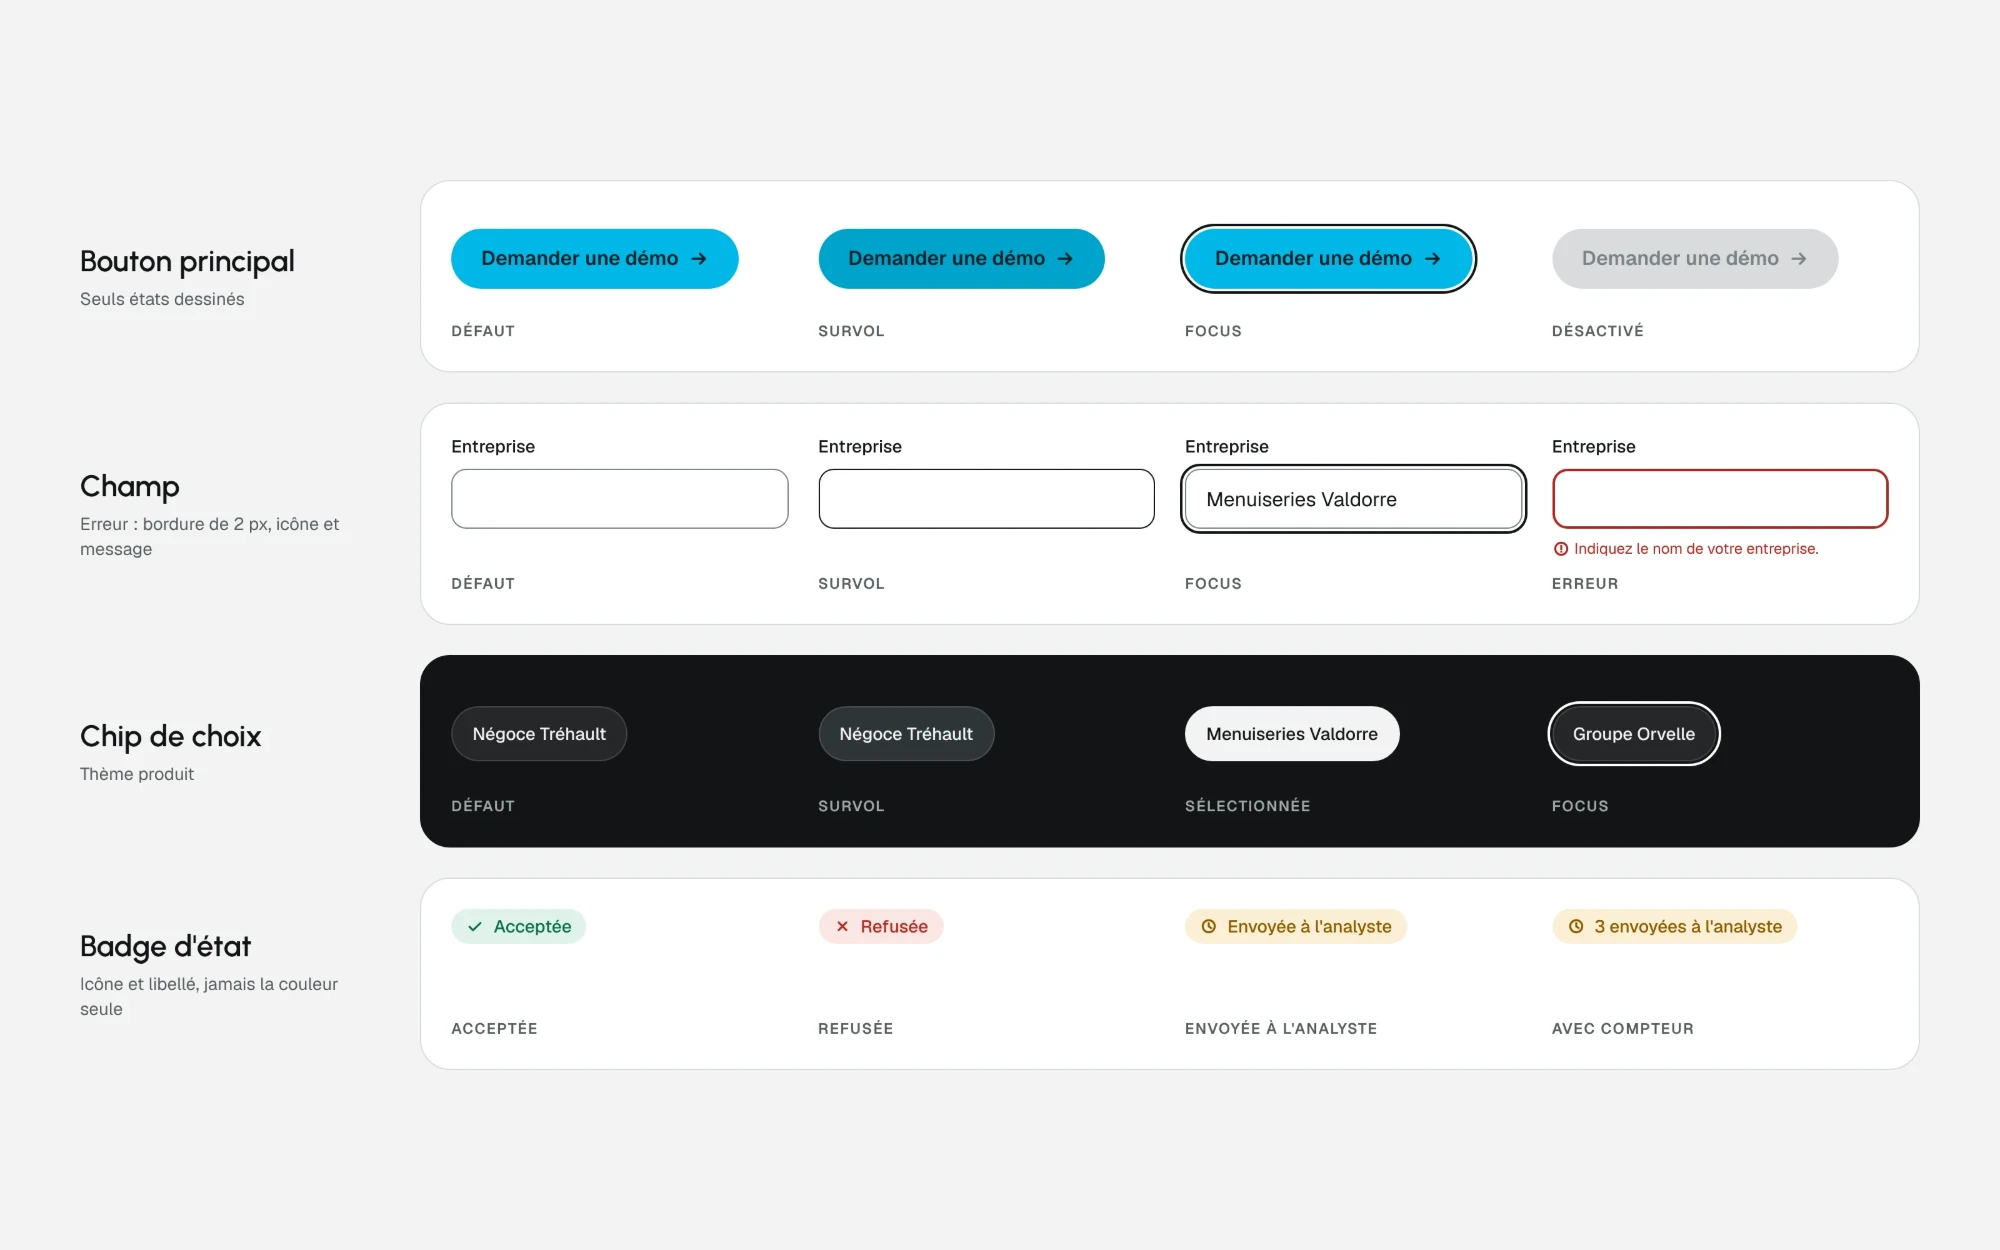 Bouton principal
Seuls états dessinés
Demander une démo →
Demander une démo →
Demander une démo →
Demander une démo →
DÉFAUT
SURVOL
FOCUS
DÉSACTIVÉ
Champ
Erreur : bordure de 2 px, icône et
message
Entreprise
Entreprise
Entreprise
Entreprise
Menuiseries Valdorre
Indiquez le nom de votre entreprise.
DÉFAUT
SURVOL
FOCUS
ERREUR
Chip de choix
Thème produit
Négoce Tréhault
Négoce Tréhault
Menuiseries Valdorre
Groupe Orvelle
DÉFAUT
SURVOL
SÉLECTIONNÉE
FOCUS
Badge d'état
Icône et libellé, jamais la couleur
seule
Acceptée
Refusée
Envoyée à l'analyste
3 envoyées à l'analyste
ACCEPTÉE
REFUSÉE
ENVOYÉE À L'ANALYSTE
AVEC COMPTEUR